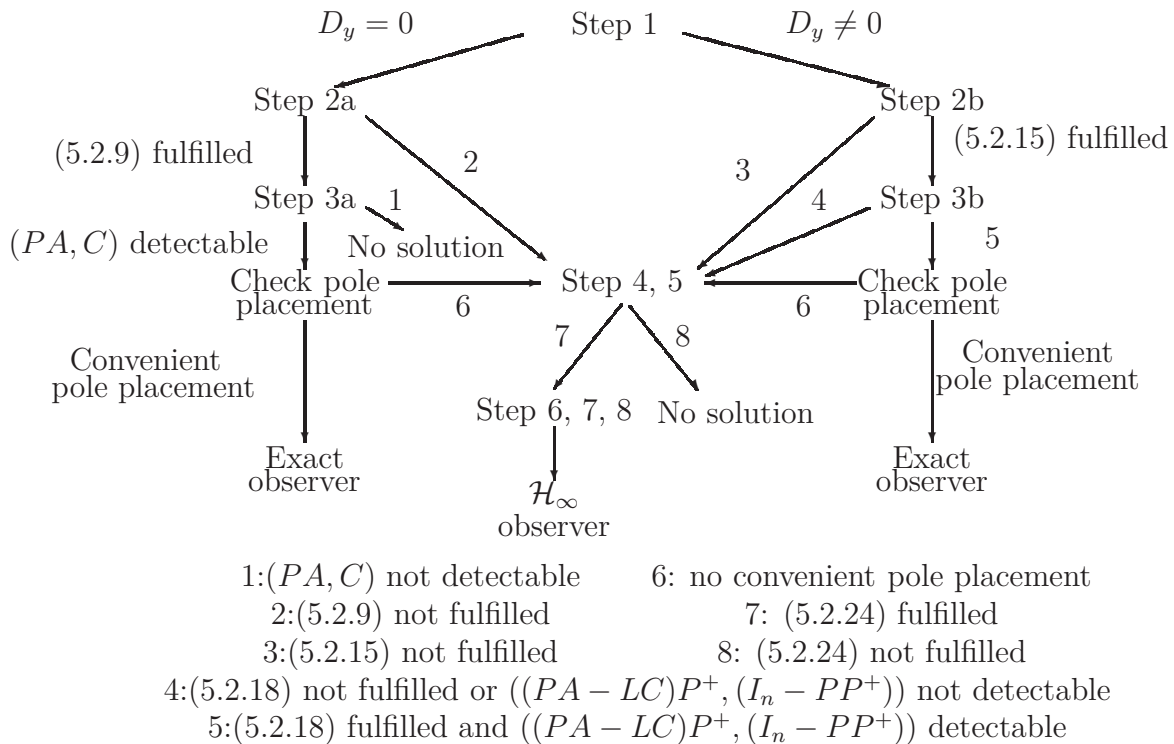 D_y = 0 Step 1 D_y ≠ 0
Step 2a Step 2b
(5.2.9) fulfilled 2 3 (5.2.15) fulfilled
Step 3a 1 4 Step 3b
(PA, C) detectable No solution 5
Check pole placement 6 Step 4, 5 6 Check pole placement
7 8
Convenient pole placement Convenient pole placement
Step 6, 7, 8 No solution
Exact observer Exact observer
ℋ∞ observer
1:(PA, C) not detectable 6: no convenient pole placement
2:(5.2.9) not fulfilled 7: (5.2.24) fulfilled
3:(5.2.15) not fulfilled 8: (5.2.24) not fulfilled
4:(5.2.18) not fulfilled or ((PA − LC)P⁺, (I_n − PP⁺)) not detectable
5:(5.2.18) fulfilled and ((PA − LC)P⁺, (I_n − PP⁺)) detectable